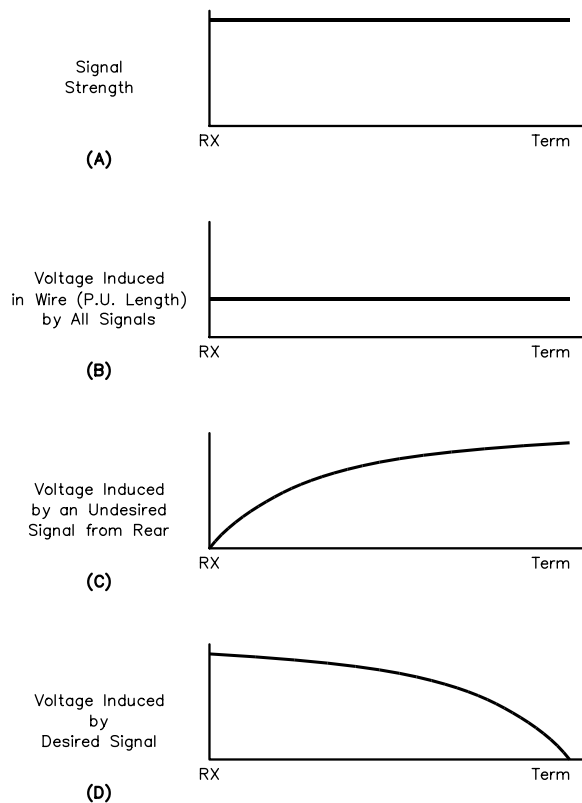 Signal
Strength
RX
Term
(A)
Voltage Induced
in Wire (P.U. Length)
by All Signals
RX
Term
(B)
Voltage Induced
by an Undesired
Signal from Rear
RX
Term
(C)
Voltage Induced
by
Desired Signal
RX
Term
(D)